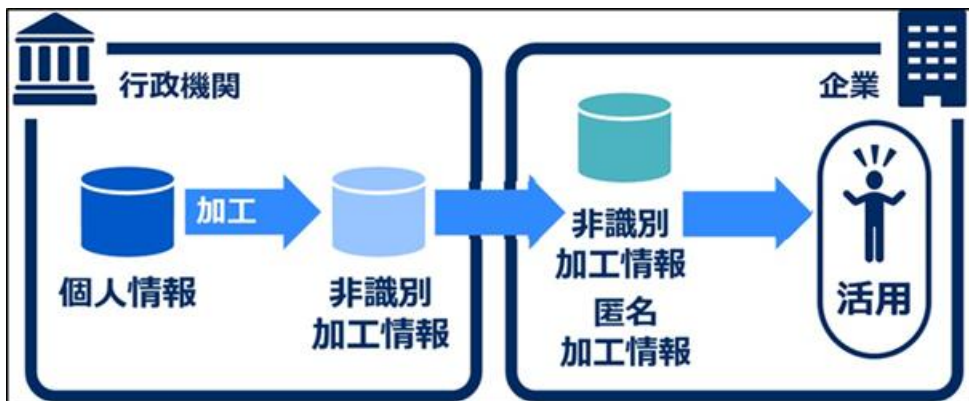 行政機関
企業
加工
個人情報
非識別
加工情報
非識別
加工情報
匿名
加工情報
活用